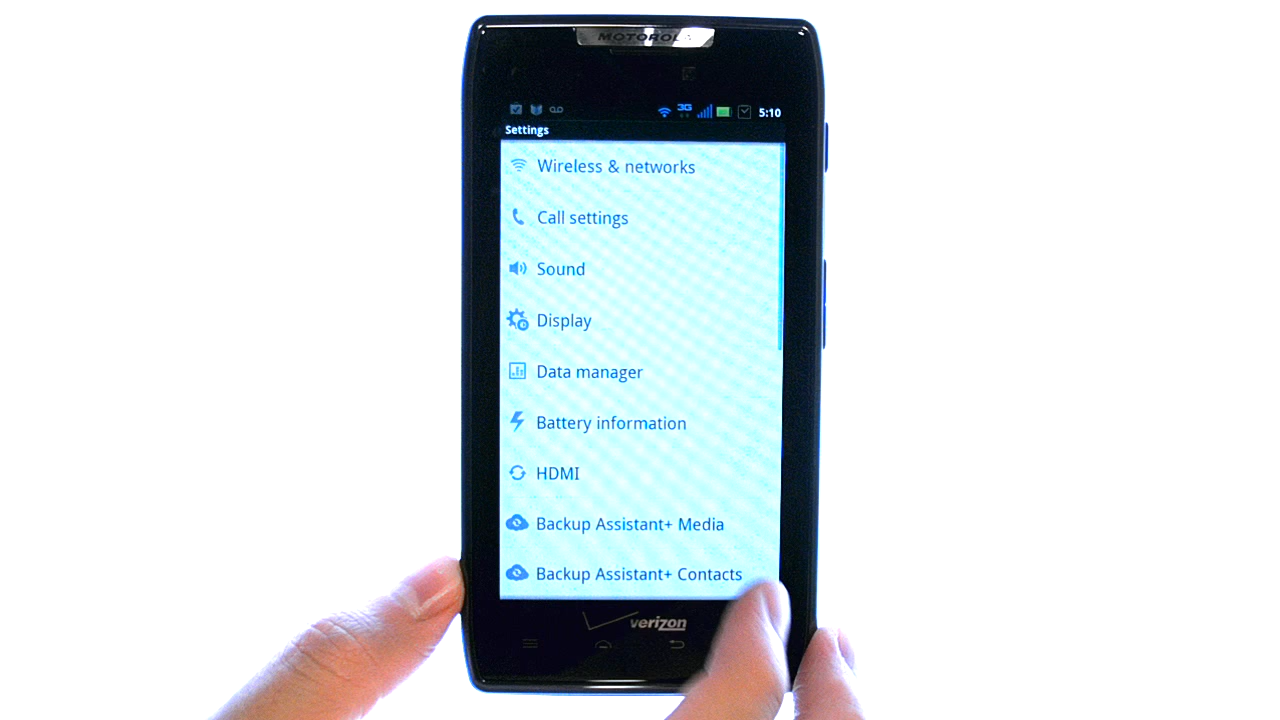 MOTOROLA
3G 5:10
Settings
Wireless & networks
Call settings
Sound
Display
Data manager
Battery information
HDMI
Backup Assistant+ Media
Backup Assistant+ Contacts
verizon